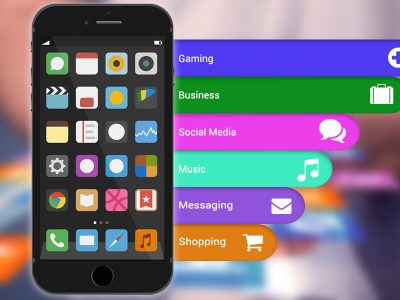 Gaming
Business
Social Media
Music
Messaging
Shopping